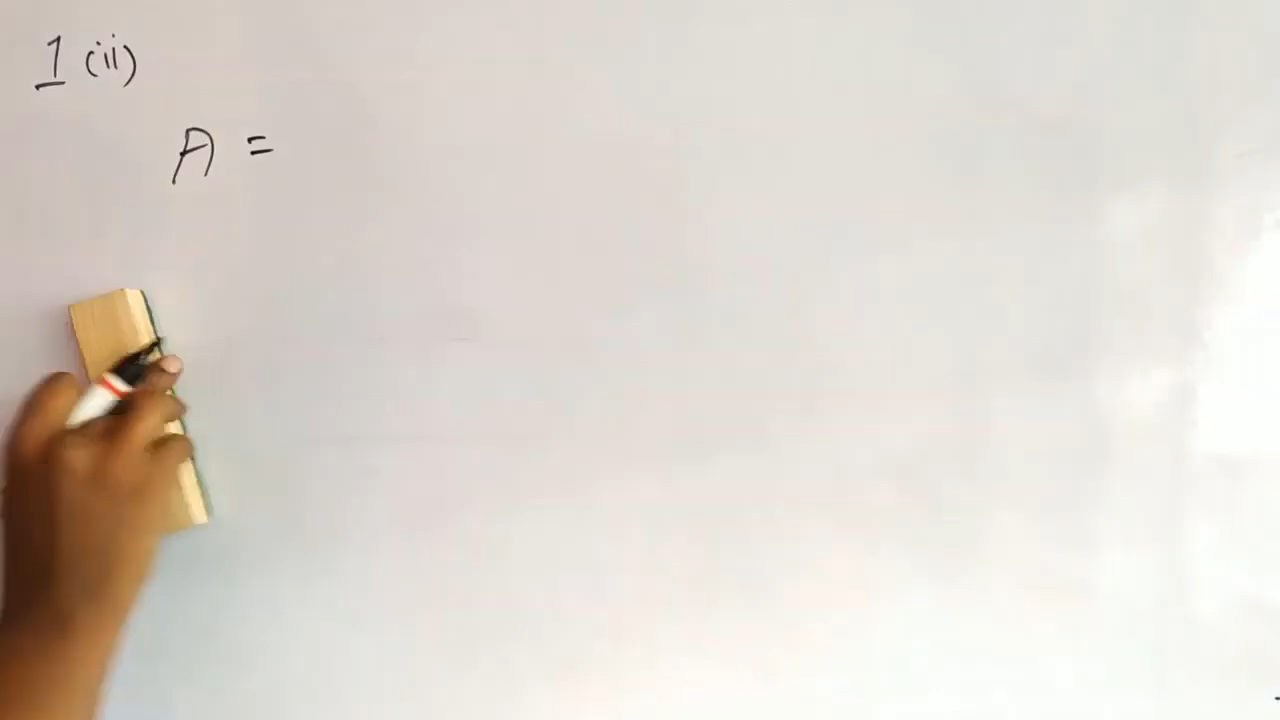 1 (ii)
A =